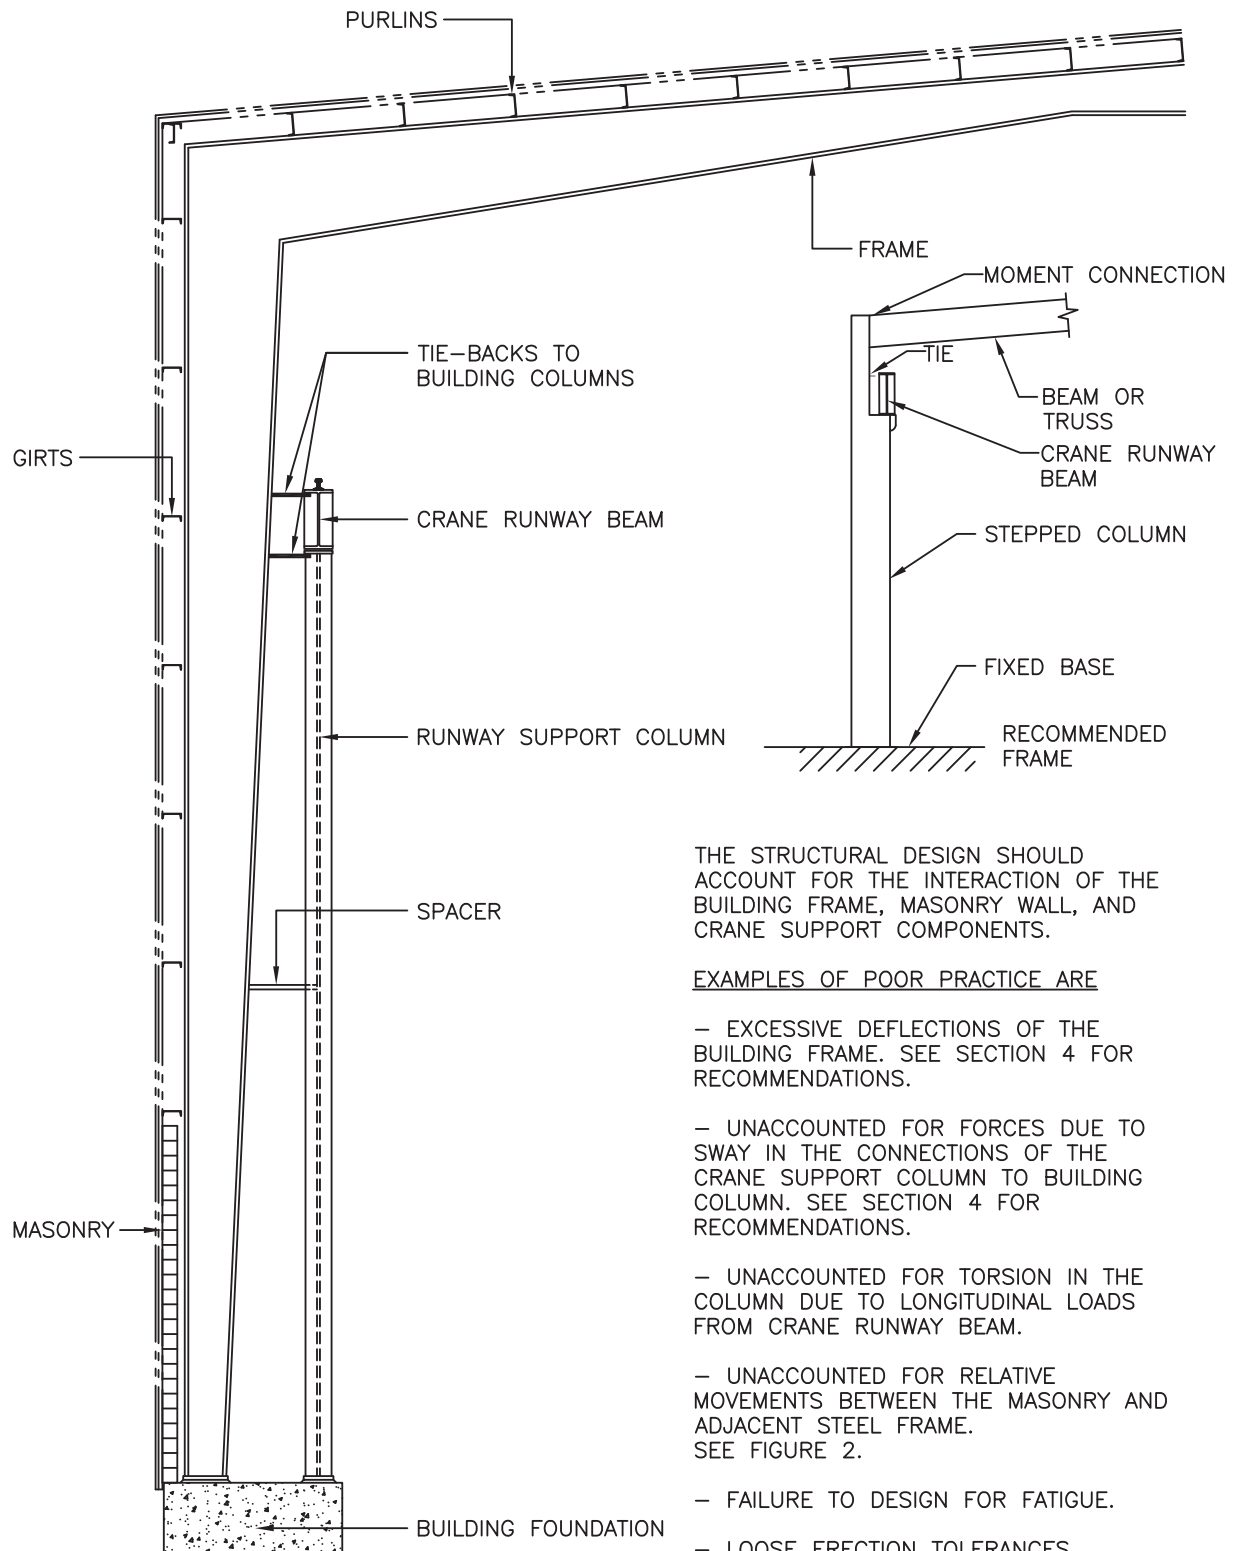 PURLINS
FRAME
MOMENT CONNECTION
TIE
TIE-BACKS TO
BUILDING COLUMNS
BEAM OR
TRUSS
GIRTS
CRANE RUNWAY
BEAM
CRANE RUNWAY BEAM
STEPPED COLUMN
FIXED BASE
RUNWAY SUPPORT COLUMN
RECOMMENDED
FRAME
SPACER
MASONRY
BUILDING FOUNDATION
THE STRUCTURAL DESIGN SHOULD
ACCOUNT FOR THE INTERACTION OF THE
BUILDING FRAME, MASONRY WALL, AND
CRANE SUPPORT COMPONENTS.
EXAMPLES OF POOR PRACTICE ARE
– EXCESSIVE DEFLECTIONS OF THE
BUILDING FRAME. SEE SECTION 4 FOR
RECOMMENDATIONS.
– UNACCOUNTED FOR FORCES DUE TO
SWAY IN THE CONNECTIONS OF THE
CRANE SUPPORT COLUMN TO BUILDING
COLUMN. SEE SECTION 4 FOR
RECOMMENDATIONS.
– UNACCOUNTED FOR TORSION IN THE
COLUMN DUE TO LONGITUDINAL LOADS
FROM CRANE RUNWAY BEAM.
– UNACCOUNTED FOR RELATIVE
MOVEMENTS BETWEEN THE MASONRY AND
ADJACENT STEEL FRAME.
SEE FIGURE 2.
– FAILURE TO DESIGN FOR FATIGUE.
– LOOSE ERECTION TOLERANCES